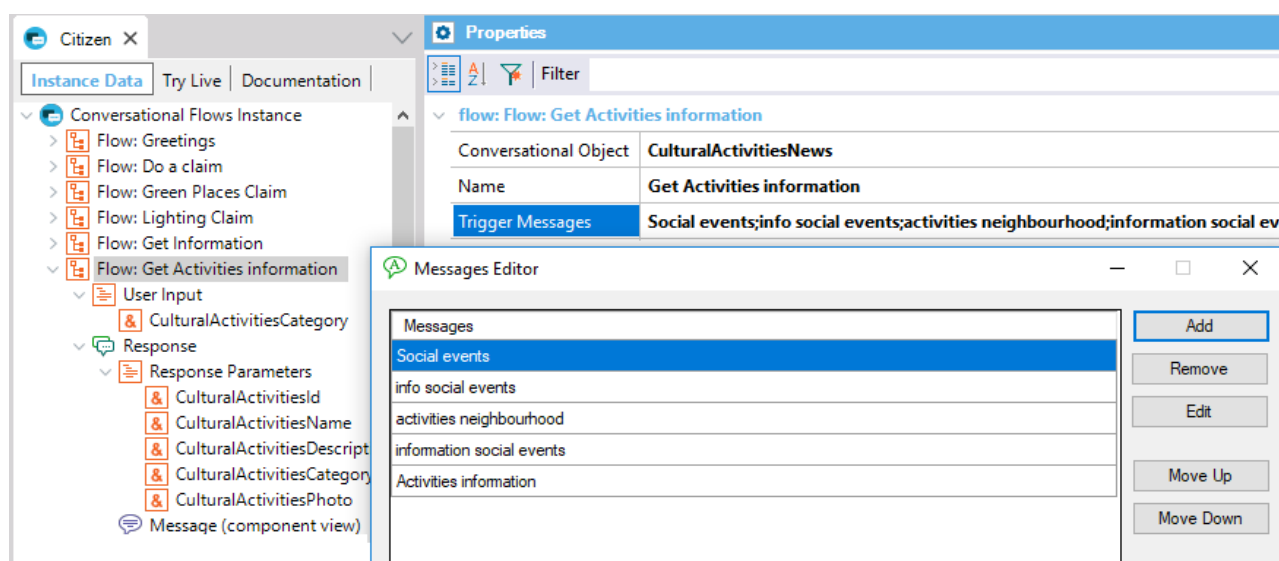 Citizen
Instance Data Try Live Documentation
Conversational Flows Instance
Flow: Greetings
Flow: Do a claim
Flow: Green Places Claim
Flow: Lighting Claim
Flow: Get Information
Flow: Get Activities information
User Input
& CulturalActivitiesCategory
Response
Response Parameters
& CulturalActivitiesId
& CulturalActivitiesName
& CulturalActivitiesDescript
& CulturalActivitiesCategory
& CulturalActivitiesPhoto
Message (component view)
Properties
Filter
flow: Flow: Get Activities information
Conversational Object CulturalActivitiesNews
Name Get Activities information
Trigger Messages Social events;info social events;activities neighbourhood;information social ev
Messages Editor
Messages
Social events
info social events
activities neighbourhood
information social events
Activities information
Add
Remove
Edit
Move Up
Move Down